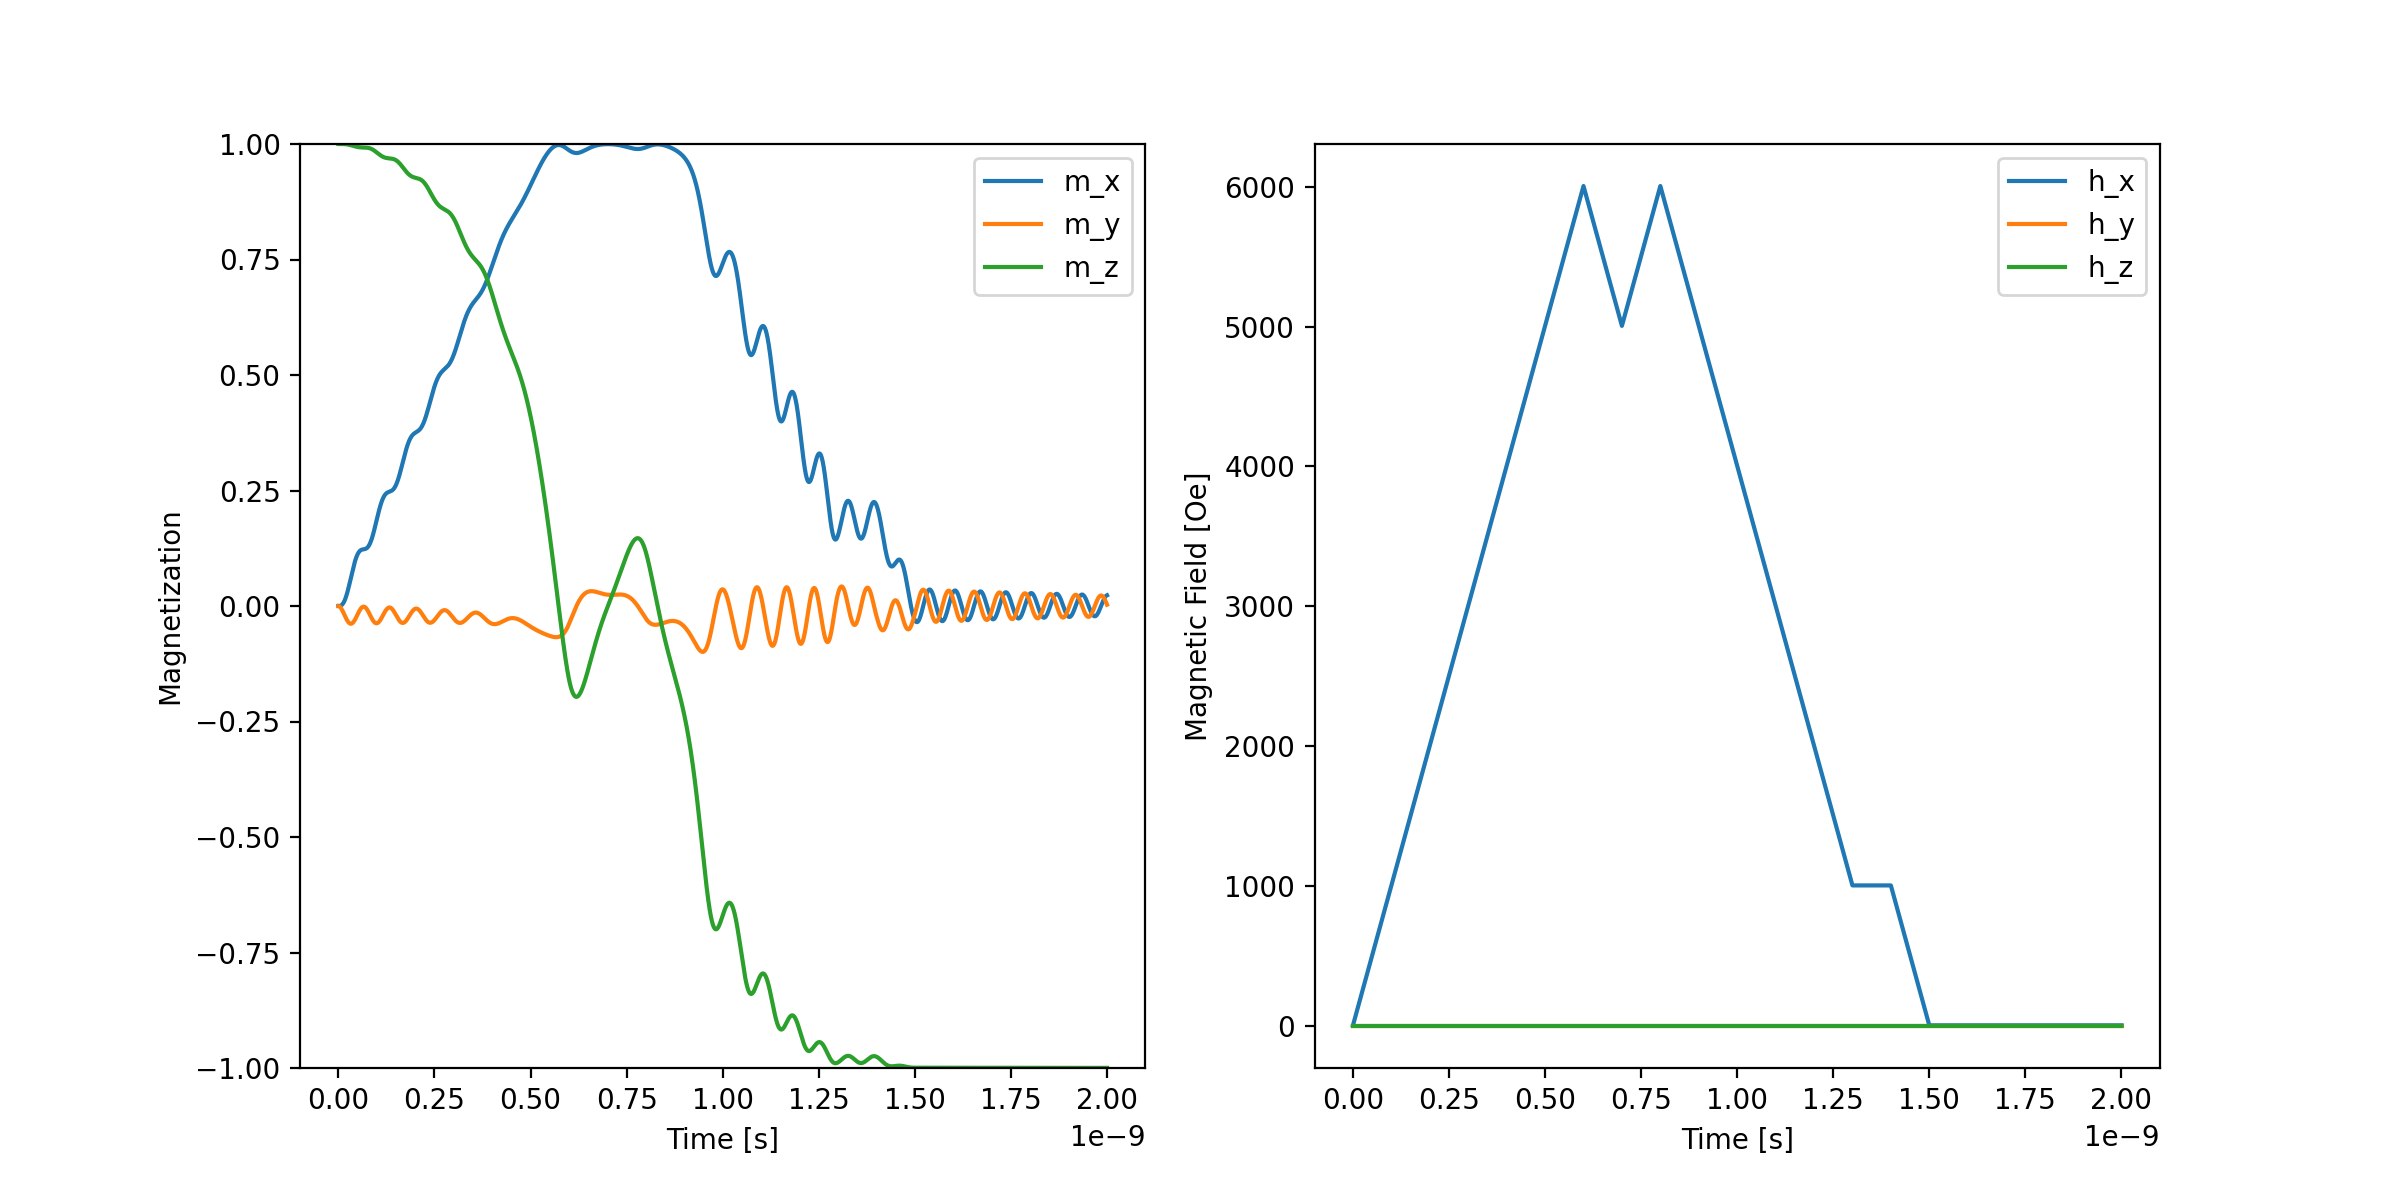 1.00
0.75
0.50
0.25
0.00
−0.25
−0.50
−0.75
−1.00
Magnetization
m_x
m_y
m_z
0.00 0.25 0.50 0.75 1.00 1.25 1.50 1.75 2.00
Time [s]
1e−9
6000
5000
4000
3000
2000
1000
0
Magnetic Field [Oe]
h_x
h_y
h_z
0.00 0.25 0.50 0.75 1.00 1.25 1.50 1.75 2.00
Time [s]
1e−9